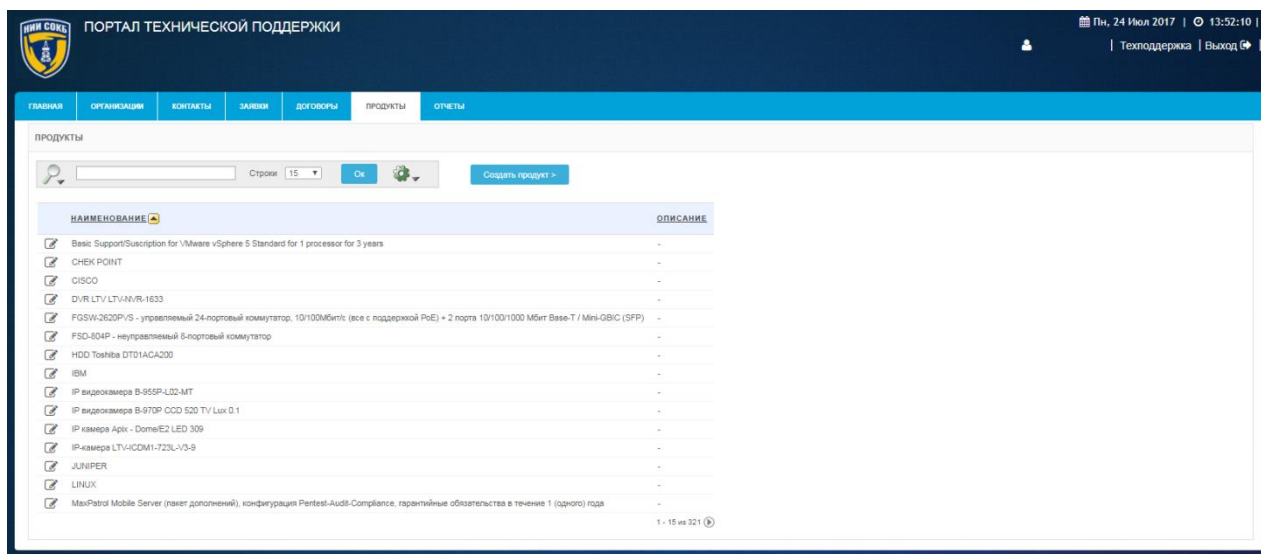 НИИ СОКБ
ПОРТАЛ ТЕХНИЧЕСКОЙ ПОДДЕРЖКИ
Пн, 24 Июл 2017 | 13:52:10 |
| Техподдержка | Выход |
ГЛАВНАЯ ОРГАНИЗАЦИИ КОНТАКТЫ ЗАЯВКИ ДОГОВОРЫ ПРОДУКТЫ ОТЧЕТЫ
ПРОДУКТЫ
Строки 15 Ок Создать продукт >
НАИМЕНОВАНИЕ ОПИСАНИЕ
Basic Support/Suscription for VMware vSphere 5 Standard for 1 processor for 3 years -
CHEK POINT -
CISCO -
DVR LTV LTV-NVR-1633 -
FGSW-2620PVS - управляемый 24-портовый коммутатор, 10/100Мбит/с (все с поддержкой PoE) + 2 порта 10/100/1000 Мбит Base-T / Mini-GBIC (SFP) -
FSD-804P - неуправляемый 8-портовый коммутатор -
HDD Toshiba DT01ACA200 -
IBM -
IP видеокамера B-955P-L02-MT -
IP видеокамера B-970P CCD 520 TV Lux 0.1 -
IP камера Apix - Dome/E2 LED 309 -
IP-камера LTV-ICDM1-723L-V3-9 -
JUNIPER -
LINUX -
MaxPatrol Mobile Server (пакет дополнений), конфигурация Pentest-Audit-Compliance, гарантийные обязательства в течение 1 (одного) года -
1 - 15 из 321